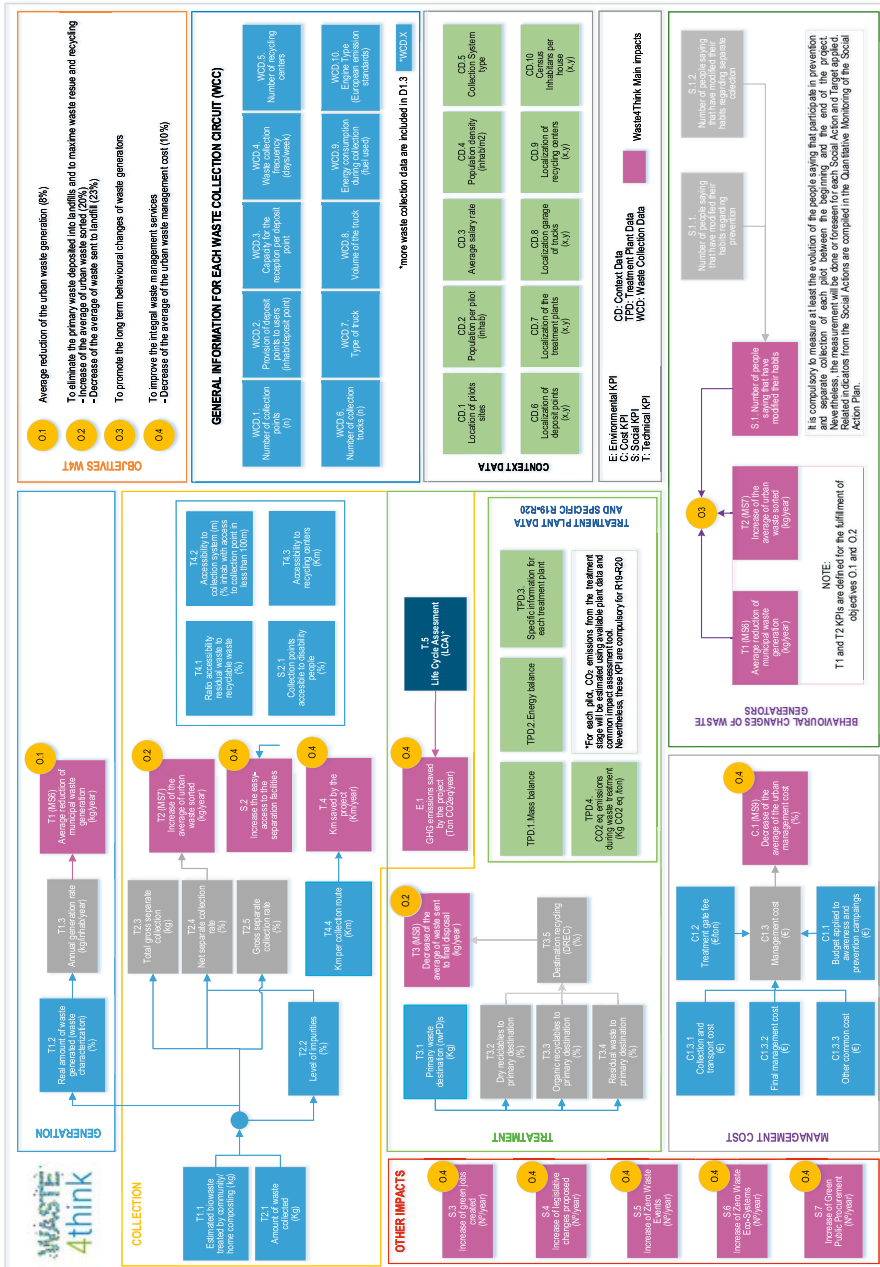 WASTE
4think
GENERATION
T1.2
Real amount of waste
generated (waste
characterization)
(%)
T1.3
Annual generation rate
(kg/inhab/year)
T1 (MS6)
Average reduction of
municipal waste
generation
(kg/year)
O.1
COLLECTION
T1.1
Estimated biowaste
treated by community/
home composting (kg)
T2.1
Amount of waste
collected
(Kg)
T2.2
Level of impurities
(%)
T2.3
Total gross separate
collection
(kg)
T2.4
Net separate collection
rate
(%)
T2.5
Gross separate
collection rate
(%)
T4.4
Km per collection route
(Km)
T2 (MS7)
Increase of the
average of urban
waste sorted
(kg/year)
O.2
S.2
Increase the easy-
access to the
separation facilities
O.4
T.4
Km saved by the
project
(Km/year)
O.4
T4.1
Ratio accessibility
residual waste to
recyclable waste
(%)
T4.2
Accessibility to
collection system (m)
(% inhab with access
to collection point in
less than 100m)
S.2.1
Collection points
accesible to disability
people
(%)
T4.3
Accessibility to
recycling centers
(Km)
OBJECTIVES W4T
O.1
Average reduction of the urban waste generation (8%)
O.2
To eliminate the primary waste deposited into landfills and to maxime waste resue and recycling
- Increase of the average of urban waste sorted (20%)
- Decrease of the average of waste sent to landfill (23%)
O.3
To promote the long term behavioural changes of waste generators
O.4
To improve the integral waste management services
- Decrease of the average of the urban waste management cost (10%)
GENERAL INFORMATION FOR EACH WASTE COLLECTION CIRCUIT (WCC)
WCD.1.
Number of collection
points
(n)
WCD.2.
Provision of deposit
points to users
(inhab/deposit point)
WCD.3.
Capacity for the
reception per deposit
point
WCD.4.
Waste collection
frecuency
(days/week)
WCD.5.
Number of recycling
centers
WCD.6.
Number of collection
trucks (n)
WCD.7.
Type of truck
WCD.8.
Volume of the truck
WCD.9.
Energy consumption
during collection
(fuel used)
WCD.10.
Engine Type
(European emission
standards)
*more waste collection data are included in D1.3
*WCD.X
CONTEXT DATA
CD.1
Location of pilots
sites
CD.2
Population per pilot
(inhab)
CD.3
Average salary rate
CD.4
Population density
(inhab/m2)
CD.5
Collection System
type
CD.6
Localization of
deposit points
(x,y)
CD.7
Localization of the
treatment plants
(x,y)
CD.8
Localization garage
of trucks
(x,y)
CD.9
Localization of
recycling centers
(x,y)
CD.10
Census
Inhabitans per
house
(x,y)
E: Environmental KPI
C: Cost KPI
S: Social KPI
T: Technical KPI
CD: Context Data
TPD: Treatment Plant Data
WCD: Waste Collection Data
Waste4Think Main impacts
TREATMENT
T3.1
Primary waste
destination (rwPD)s
(Kg)
T3.2
Dry reciclables to
primary destination
(%)
T3.3
Organic recyclables to
primary destination
(%)
T3.4
Residual waste to
primary destination
(%)
T3.5
Destination recycling
(DREC)
(%)
T3 (MS8)
Decrease of the
average of waste sent
to final disposal
(kg/year)
O.2
E.1
GHG emissions saved
by the project
(Ton CO2eq/year)
O.4
T.5
Life Cycle Assesment
(LCA)*
TREATMENT PLANT DATA
AND SPECIFIC R19-R20
TPD.1.Mass balance
TPD.2.Energy balance
TPD.3.
Specific information for
each treatment plant
TPD.4.
CO2 eq emissions
during waste treatment
(Kg CO2 eq /ton)
*For each pilot, CO₂ emissions from the treatment
stage will be estimated using available plant data and
common impact assessment tool.
Nevertheless, these KPI are compulsory for R19-R20
OTHER IMPACTS
S.3
Increase of green jobs
created
(Nº/year)
O.4
S.4
Increase of legislative
changes proposed
(Nº/year)
O.4
S.5
Increase of Zero Waste
Events
(Nº/year)
O.4
S.6
Increase of Zero Waste
Eco-Systems
(Nº/year)
O.4
S.7
Increase of Green
Public Procurement
(Nº/year)
O.4
MANAGEMENT COST
C1.3.1
Collection and
transport cost
(€)
C1.3.2
Final management cost
(€)
C1.3.3
Other common cost
(€)
C1.2
Treatment gate fee
(€/ton)
C1.3
Management cost
(€)
C1.1
Budget applied to
awareness and
prevention campaings
(€)
C.1 (MS9)
Decrease of the
average of the urban
management cost
(%)
O.4
BEHAVIOURAL CHANGES OF WASTE
GENERATORS
T1 (MS6)
Average reduction of
municipal waste
generation
(kg/year)
T2 (MS7)
Increase of the
average of urban
waste sorted
(kg/year)
O3
NOTE:
T1 and T2 KPIs are defined for the fulfillment of
objectives O.1 and O.2
S.1. Number of people
saying that have
modified their habits
S.1.1.
Number of people saying
that have modified their
habits regarding
prevention
S.1.2.
Number of people saying
that have modified their
habits regarding separate
collection
It is compulsory to measure at least the evolution of the people saying that participate in prevention
and separate collection of each pilot between the beginning and the end of the project.
Nevertheless, the measurement will be done or foreseen for each Social Action and Target applied.
Related indicators from the Social Actions are compiled in the Quantitative Monitoring of the Social
Action Plan.